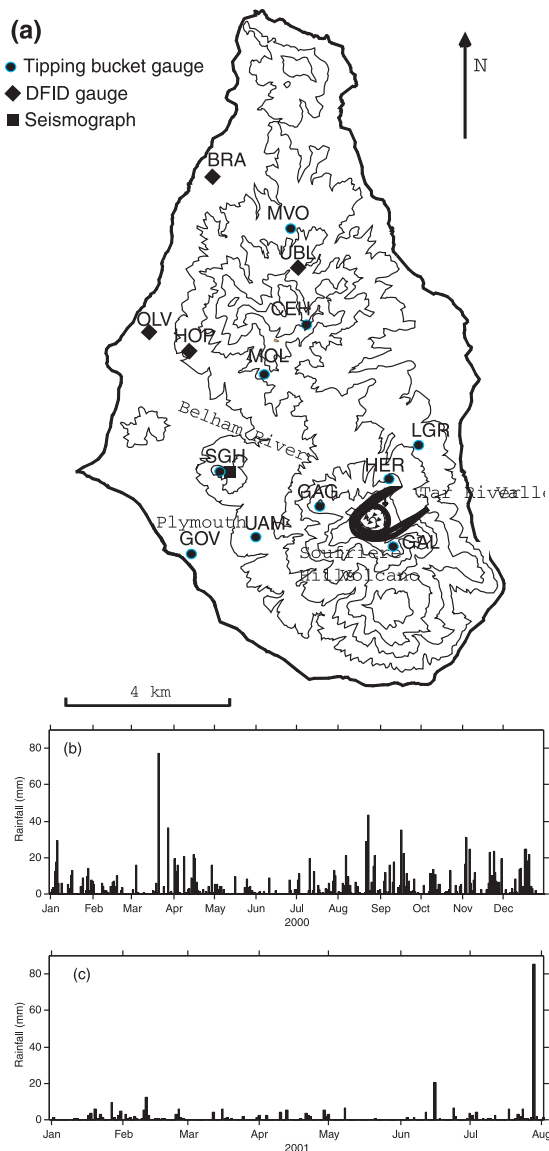 (a)
Tipping bucket gauge
DFID gauge
Seismograph
N
BRA
MVO
UBL
CEH
OLV
HOP
MOL
Belham River
LGR
SGH
HER
GAG
Tar River Valle
Plymouth
UAM
GOV
GAL
Soufriere
Hills Volcano
4 km
(b)
Rainfall (mm)
80
60
40
20
0
Jan Feb Mar Apr May Jun Jul Aug Sep Oct Nov Dec
2000
(c)
Rainfall (mm)
80
60
40
20
0
Jan Feb Mar Apr May Jun Jul Aug
2001